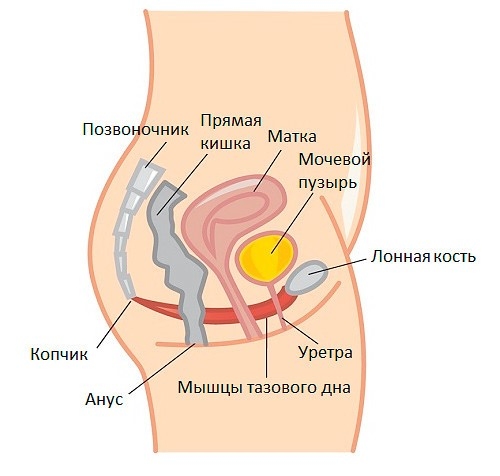 Позвоночник
Прямая
кишка
Матка
Мочевой
пузырь
Лонная кость
Копчик
Уретра
Мышцы тазового дна
Анус